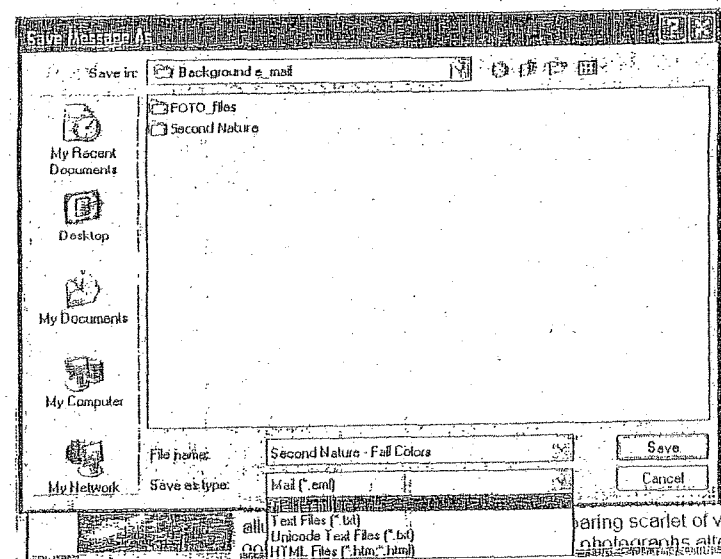 Save Message As
Save in: Background e_mail
FOTO_files
Second Nature
My Recent
Documents
Desktop
My Documents
My Computer
My Network
File name: Second Nature - Fall Colors Save
Save as type: Mail (*.eml) Cancel
Text Files (*.txt)
Unicode Text Files (*.txt)
HTML Files (*.htm;*.html)
aring scarlet of v
photographs